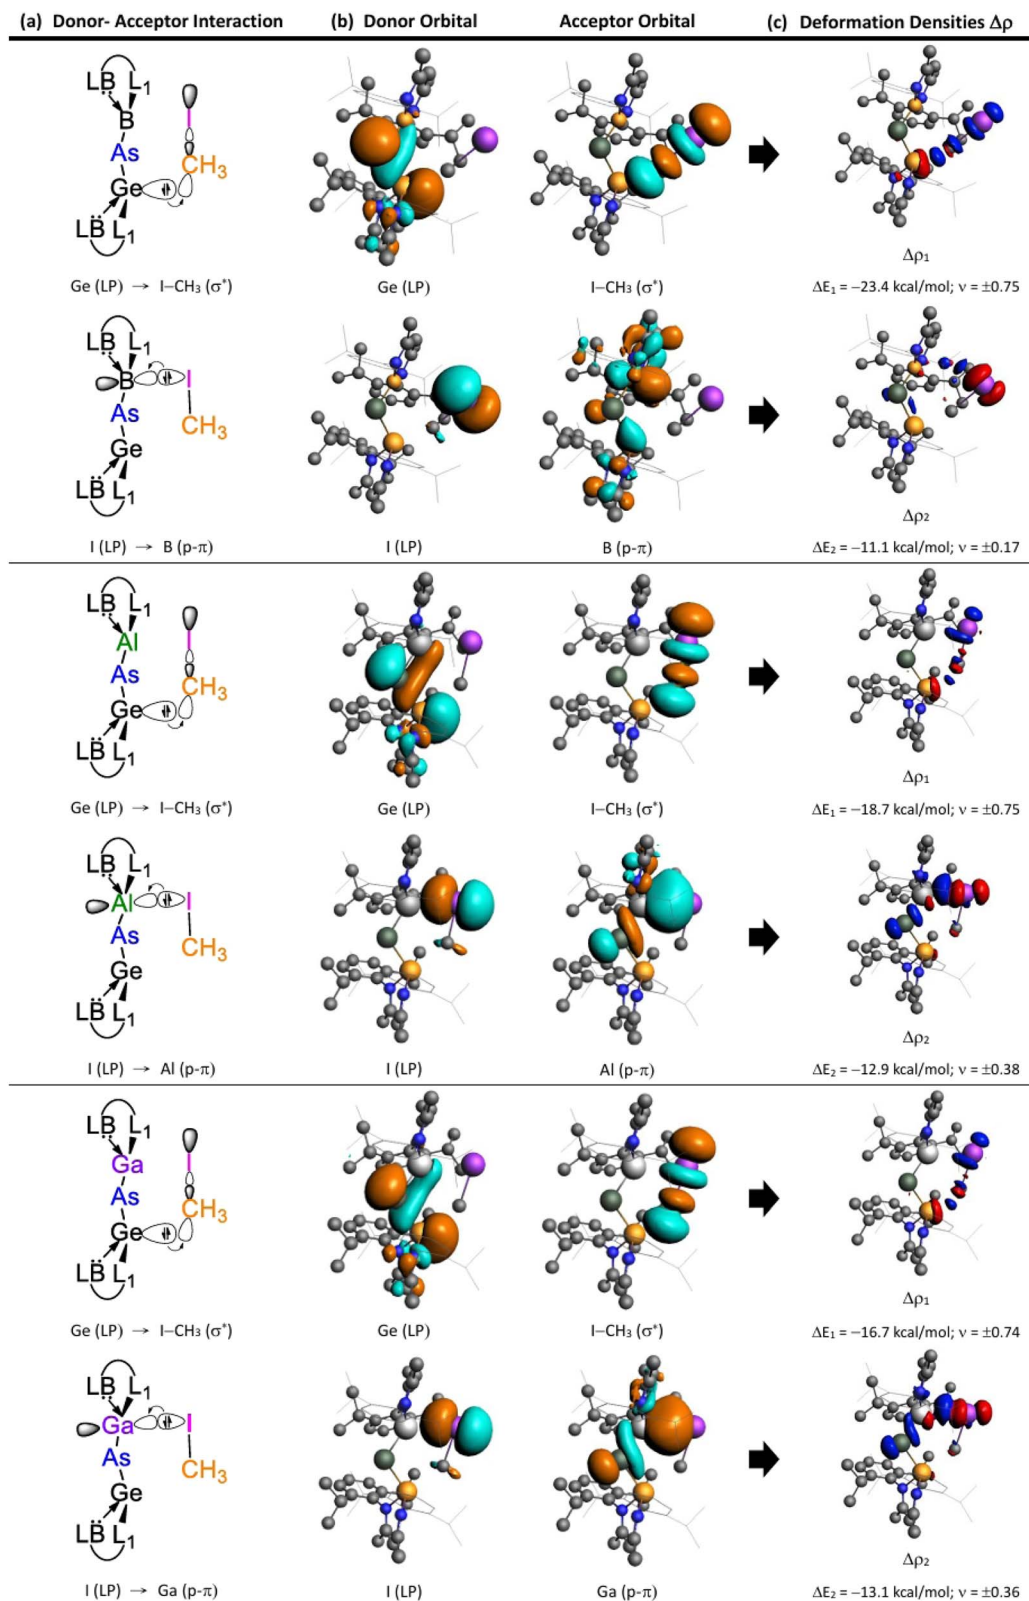 (a) Donor- Acceptor Interaction (b) Donor Orbital Acceptor Orbital (c) Deformation Densities Δρ
LB̈ L₁
B I
As CH₃
Ge
LB̈ L₁
Δρ₁
Ge (LP) → I–CH₃ (σ*) Ge (LP) I–CH₃ (σ*) ΔE₁ = −23.4 kcal/mol; ν = ±0.75
LB̈ L₁
B I
As CH₃
Ge
LB̈ L₁
Δρ₂
I (LP) → B (p-π) I (LP) B (p-π) ΔE₂ = −11.1 kcal/mol; ν = ±0.17
LB̈ L₁
Al I
As CH₃
Ge
LB̈ L₁
Δρ₁
Ge (LP) → I–CH₃ (σ*) Ge (LP) I–CH₃ (σ*) ΔE₁ = −18.7 kcal/mol; ν = ±0.75
LB̈ L₁
Al I
As CH₃
Ge
LB̈ L₁
Δρ₂
I (LP) → Al (p-π) I (LP) Al (p-π) ΔE₂ = −12.9 kcal/mol; ν = ±0.38
LB̈ L₁
Ga I
As CH₃
Ge
LB̈ L₁
Δρ₁
Ge (LP) → I–CH₃ (σ*) Ge (LP) I–CH₃ (σ*) ΔE₁ = −16.7 kcal/mol; ν = ±0.74
LB̈ L₁
Ga I
As CH₃
Ge
LB̈ L₁
Δρ₂
I (LP) → Ga (p-π) I (LP) Ga (p-π) ΔE₂ = −13.1 kcal/mol; ν = ±0.36